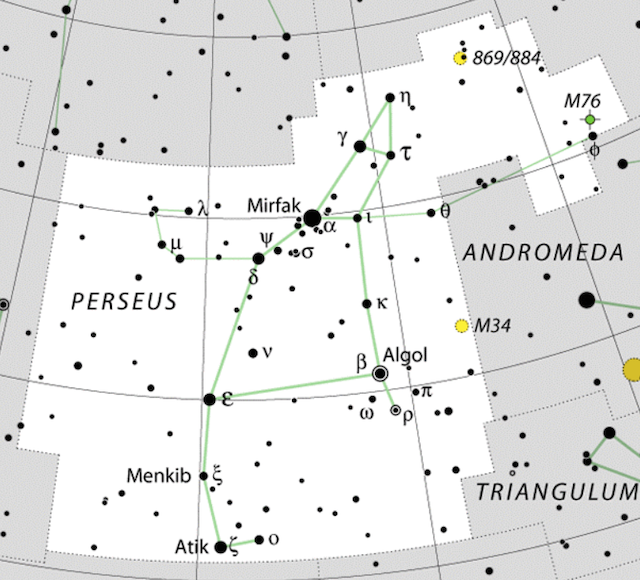 869/884
M76
η
γ
τ
φ
λ
Mirfak
α
ι
θ
μ
ψ
σ
δ
ANDROMEDA
PERSEUS
κ
M34
ν
β Algol
π
ε
ω
ρ
Menkib ξ
TRIANGULUM
Atik ζ
ο